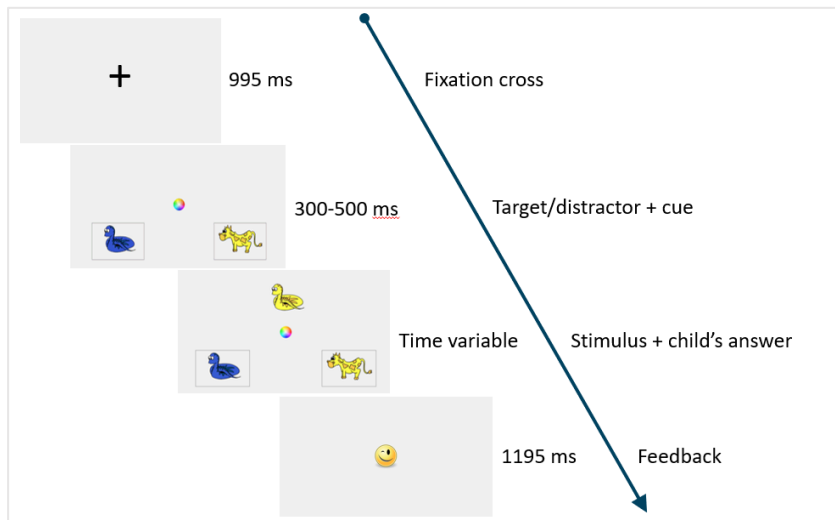 995 ms
Fixation cross
300-500 ms
Target/distractor + cue
Time variable
Stimulus + child’s answer
1195 ms
Feedback